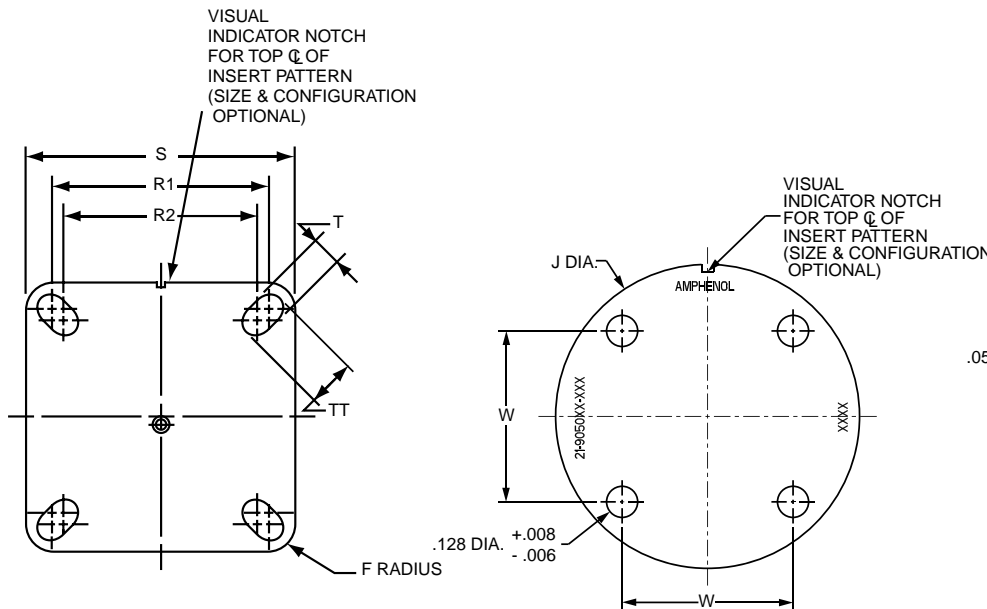 VISUAL
INDICATOR NOTCH
FOR TOP ℄ OF
INSERT PATTERN
(SIZE & CONFIGURATION
OPTIONAL)
S
R1
R2
T
TT
F RADIUS
VISUAL
INDICATOR NOTCH
FOR TOP ℄ OF
INSERT PATTERN
(SIZE & CONFIGURATION
OPTIONAL)
J DIA.
AMPHENOL
21-9050XX-XXX
XXXX
W
.128 DIA. +.008
- .006
W
.05